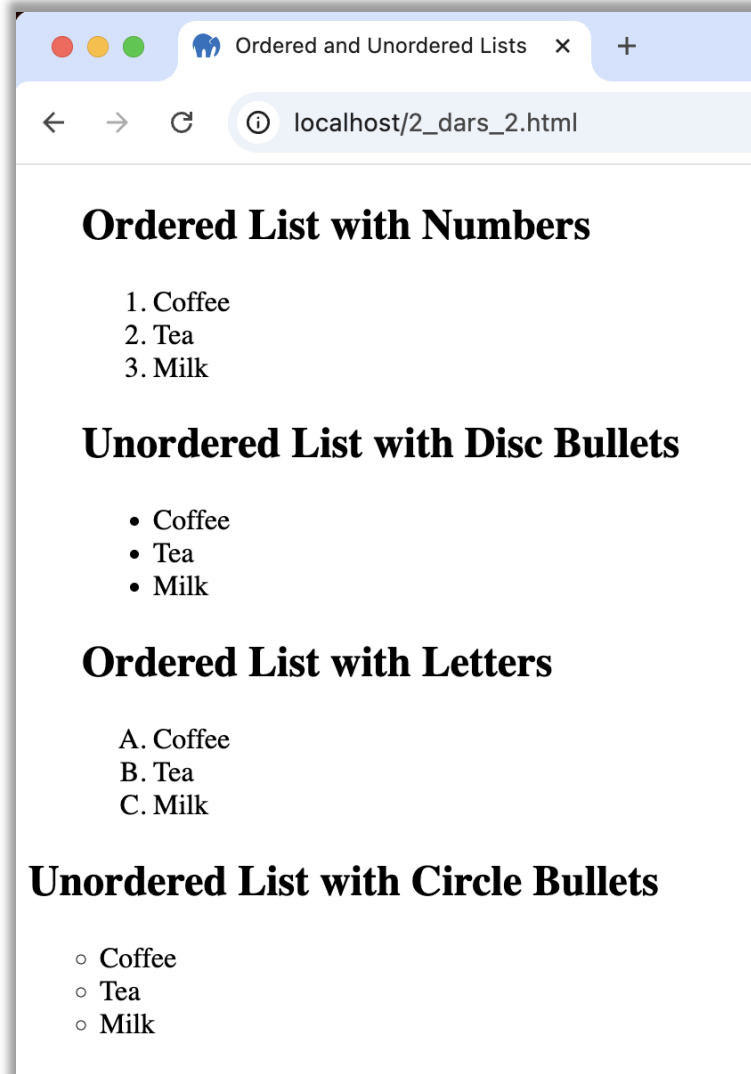 Ordered and Unordered Lists
localhost/2_dars_2.html
Ordered List with Numbers
1. Coffee
2. Tea
3. Milk
Unordered List with Disc Bullets
• Coffee
• Tea
• Milk
Ordered List with Letters
A. Coffee
B. Tea
C. Milk
Unordered List with Circle Bullets
○ Coffee
○ Tea
○ Milk